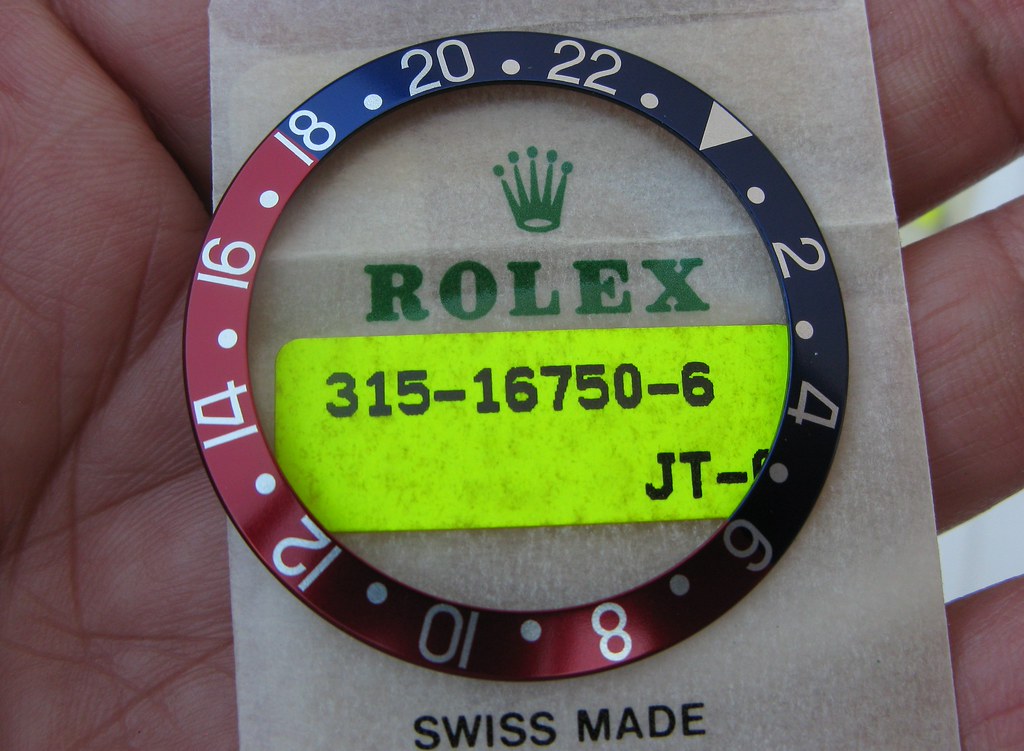 20 22 2 4 6 8 10 12 14 16 18
ROLEX
315-16750-6
JT-
SWISS MADE